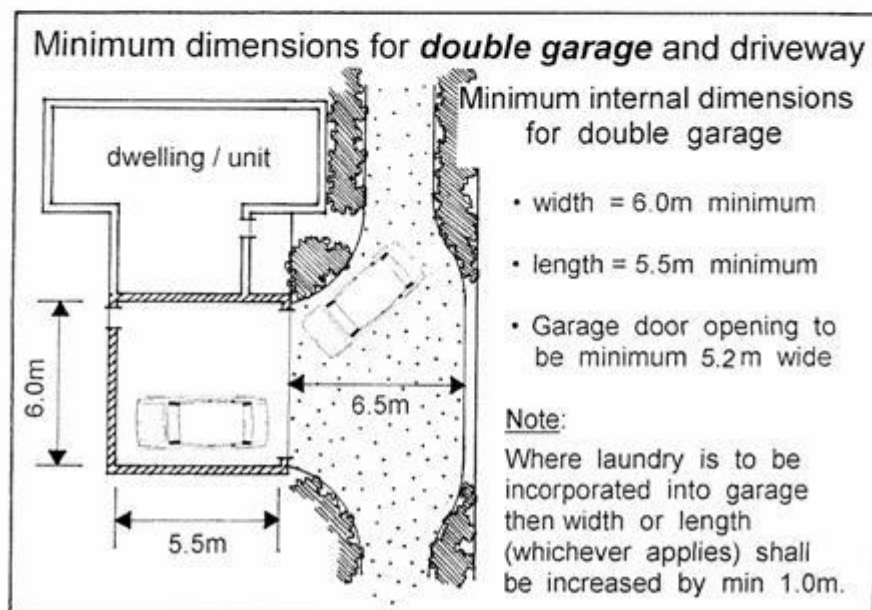 Minimum dimensions for double garage and driveway
Minimum internal dimensions
for double garage
dwelling / unit
• width = 6.0m minimum
• length = 5.5m minimum
• Garage door opening to
be minimum 5.2m wide
6.0m
6.5m
5.5m
Note:
Where laundry is to be
incorporated into garage
then width or length
(whichever applies) shall
be increased by min 1.0m.